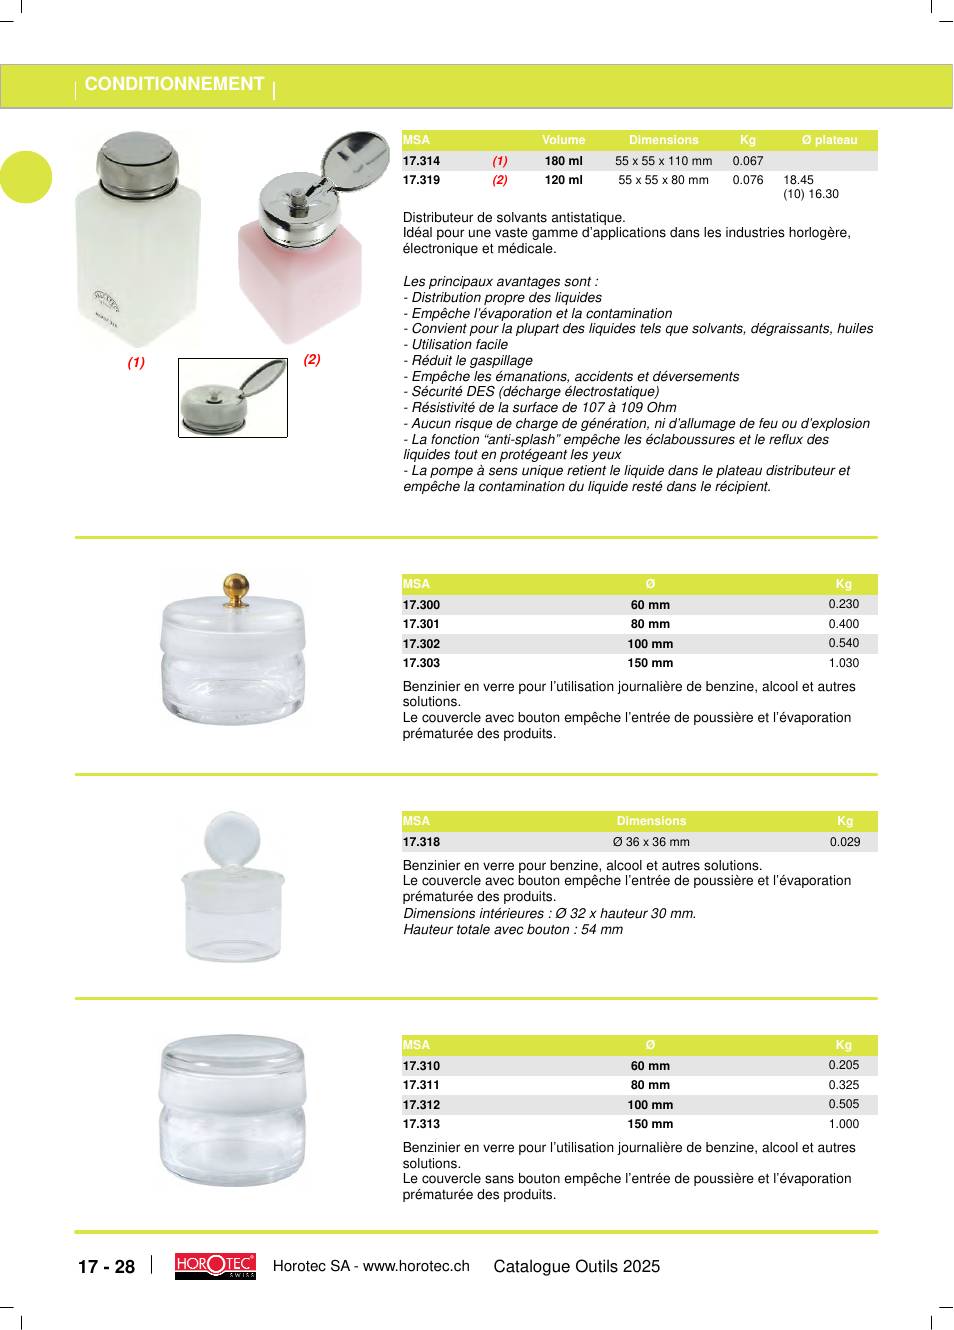 CONDITIONNEMENT
MSA Volume Dimensions Kg Ø plateau
17.314 (1) 180 ml 55 x 55 x 110 mm 0.067
17.319 (2) 120 ml 55 x 55 x 80 mm 0.076 18.45
(10) 16.30
Distributeur de solvants antistatique.
Idéal pour une vaste gamme d'applications dans les industries horlogère,
électronique et médicale.
Les principaux avantages sont :
- Distribution propre des liquides
- Empêche l'évaporation et la contamination
- Convient pour la plupart des liquides tels que solvants, dégraissants, huiles
- Utilisation facile
- Réduit le gaspillage
- Empêche les émanations, accidents et déversements
- Sécurité DES (décharge électrostatique)
- Résistivité de la surface de 107 à 109 Ohm
- Aucun risque de charge de génération, ni d'allumage de feu ou d'explosion
- La fonction “anti-splash” empêche les éclaboussures et le reflux des
liquides tout en protégeant les yeux
- La pompe à sens unique retient le liquide dans le plateau distributeur et
empêche la contamination du liquide resté dans le récipient.
(1)
(2)
MSA Ø Kg
17.300 60 mm 0.230
17.301 80 mm 0.400
17.302 100 mm 0.540
17.303 150 mm 1.030
Benzinier en verre pour l'utilisation journalière de benzine, alcool et autres
solutions.
Le couvercle avec bouton empêche l'entrée de poussière et l'évaporation
prématurée des produits.
MSA Dimensions Kg
17.318 Ø 36 x 36 mm 0.029
Benzinier en verre pour benzine, alcool et autres solutions.
Le couvercle avec bouton empêche l'entrée de poussière et l'évaporation
prématurée des produits.
Dimensions intérieures : Ø 32 x hauteur 30 mm.
Hauteur totale avec bouton : 54 mm
MSA Ø Kg
17.310 60 mm 0.205
17.311 80 mm 0.325
17.312 100 mm 0.505
17.313 150 mm 1.000
Benzinier en verre pour l'utilisation journalière de benzine, alcool et autres
solutions.
Le couvercle sans bouton empêche l'entrée de poussière et l'évaporation
prématurée des produits.
17 - 28 HOROTEC SWISS Horotec SA - www.horotec.ch Catalogue Outils 2025